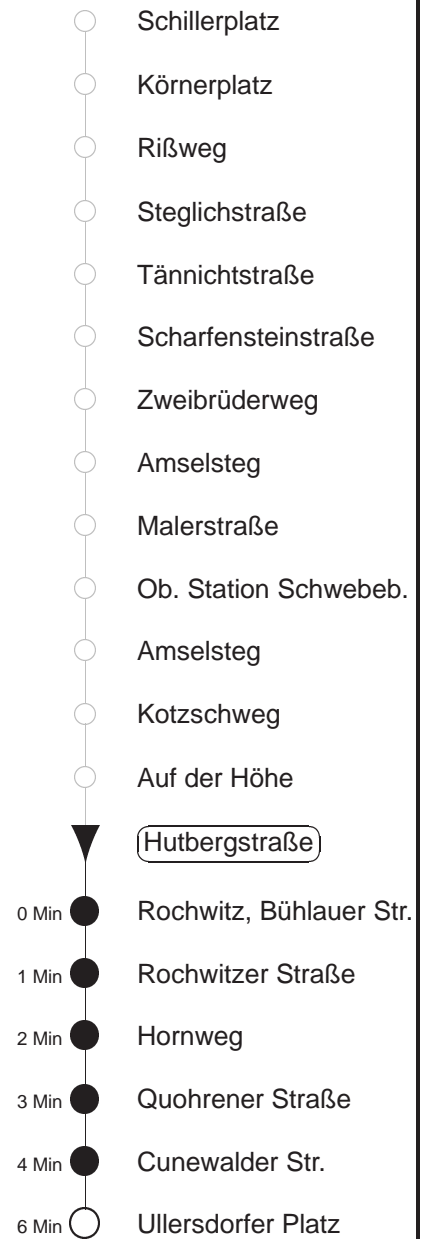 Schillerplatz
Körnerplatz
Rißweg
Steglichstraße
Tännichtstraße
Scharfensteinstraße
Zweibrüderweg
Amselsteg
Malerstraße
Ob. Station Schwebeb.
Amselsteg
Kotzschweg
Auf der Höhe
Hutbergstraße
0 Min Rochwitz, Bühlauer Str.
1 Min Rochwitzer Straße
2 Min Hornweg
3 Min Quohrener Straße
4 Min Cunewalder Str.
6 Min Ullersdorfer Platz